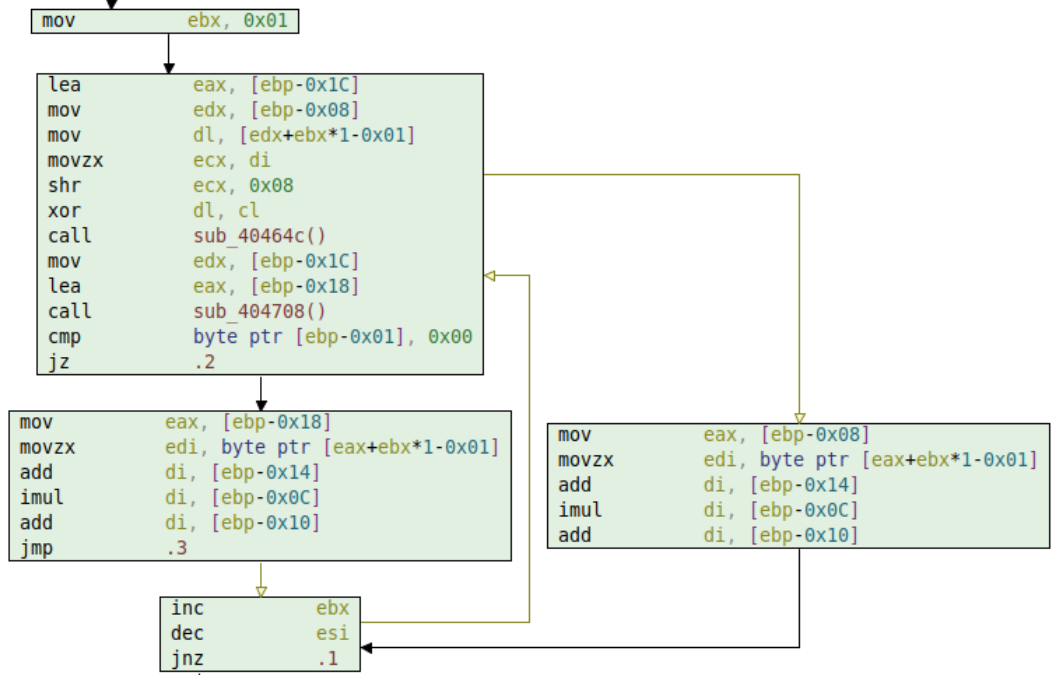 mov ebx, 0x01
lea eax, [ebp-0x1C]
mov edx, [ebp-0x08]
mov dl, [edx+ebx*1-0x01]
movzx ecx, di
shr ecx, 0x08
xor dl, cl
call sub_40464c()
mov edx, [ebp-0x1C]
lea eax, [ebp-0x18]
call sub_404708()
cmp byte ptr [ebp-0x01], 0x00
jz .2
mov eax, [ebp-0x18]
movzx edi, byte ptr [eax+ebx*1-0x01]
add di, [ebp-0x14]
imul di, [ebp-0x0C]
add di, [ebp-0x10]
jmp .3
mov eax, [ebp-0x08]
movzx edi, byte ptr [eax+ebx*1-0x01]
add di, [ebp-0x14]
imul di, [ebp-0x0C]
add di, [ebp-0x10]
inc ebx
dec esi
jnz .1